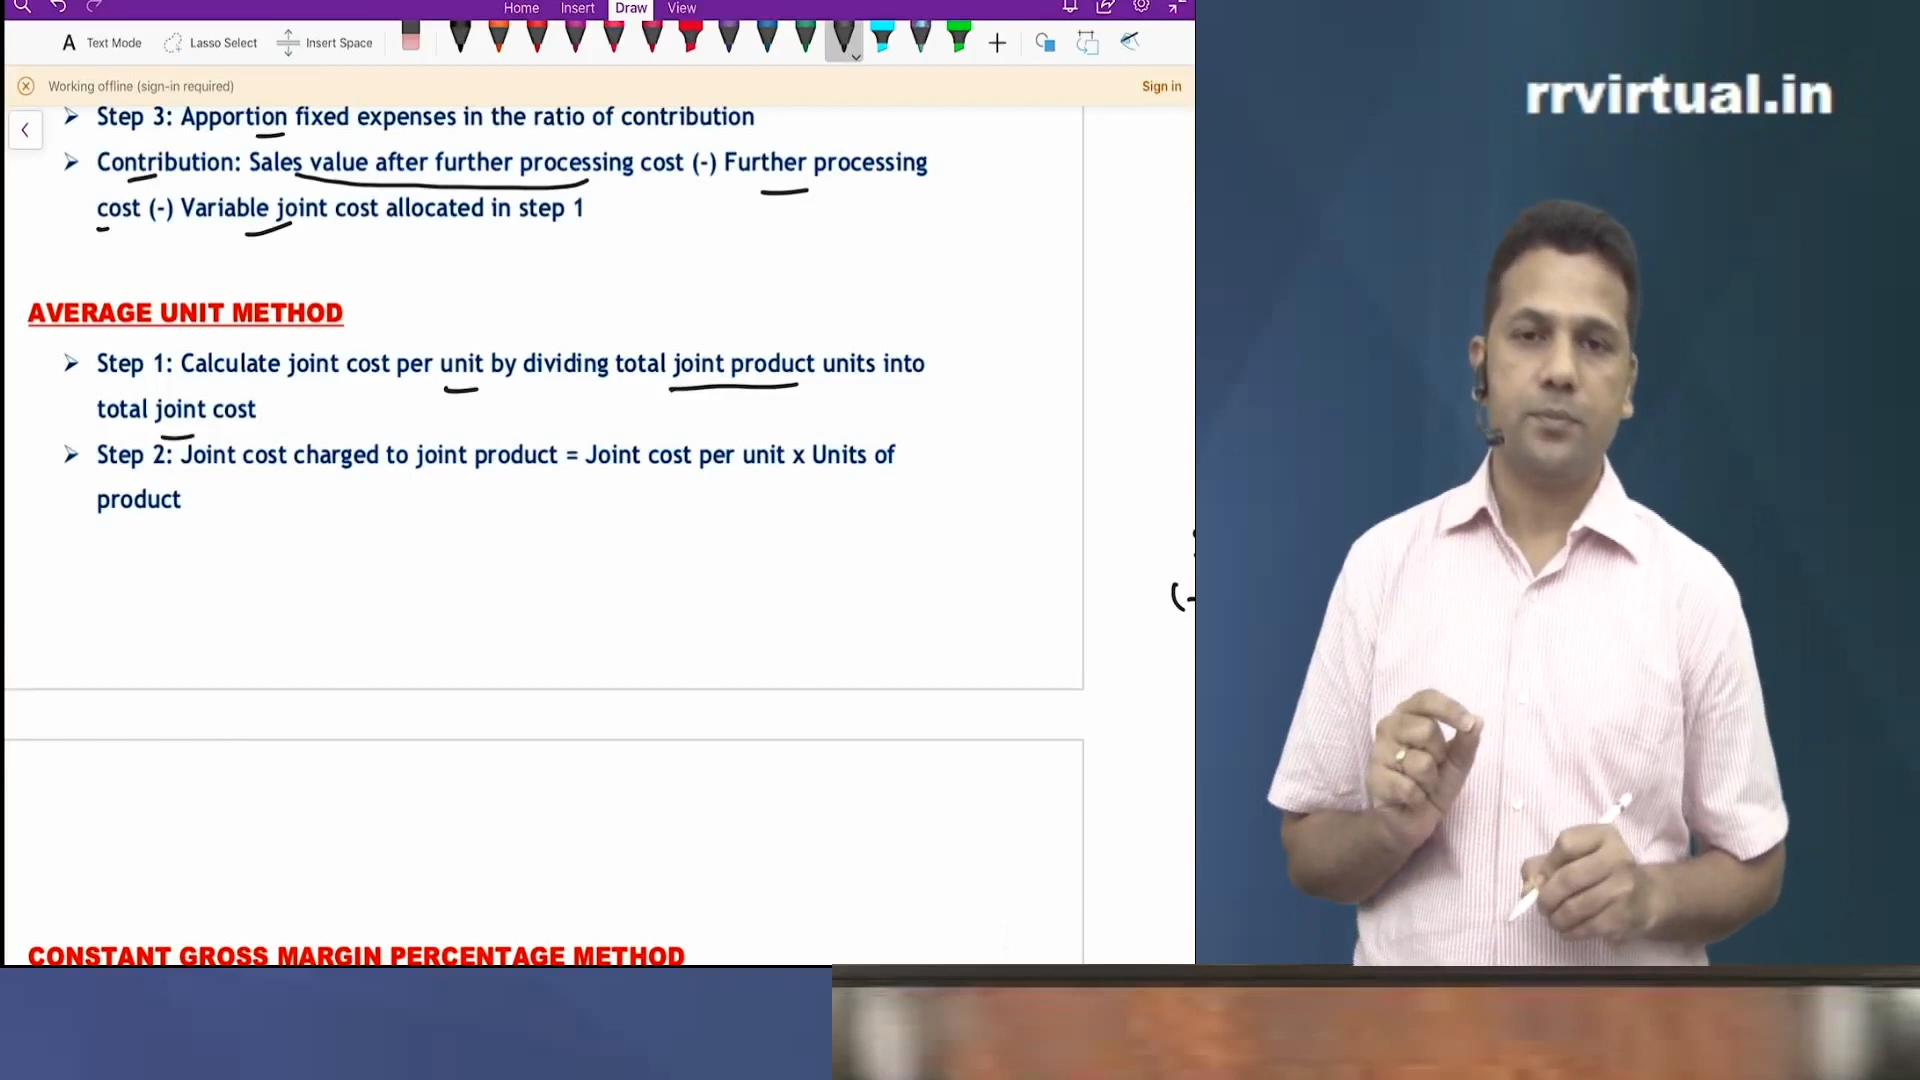 Home Insert Draw View
Text Mode Lasso Select Insert Space
Working offline (sign-in required) Sign in
➢ Step 3: Apportion fixed expenses in the ratio of contribution
➢ Contribution: Sales value after further processing cost (-) Further processing
cost (-) Variable joint cost allocated in step 1
AVERAGE UNIT METHOD
➢ Step 1: Calculate joint cost per unit by dividing total joint product units into
total joint cost
➢ Step 2: Joint cost charged to joint product = Joint cost per unit x Units of
product
CONSTANT GROSS MARGIN PERCENTAGE METHOD
rrvirtual.in